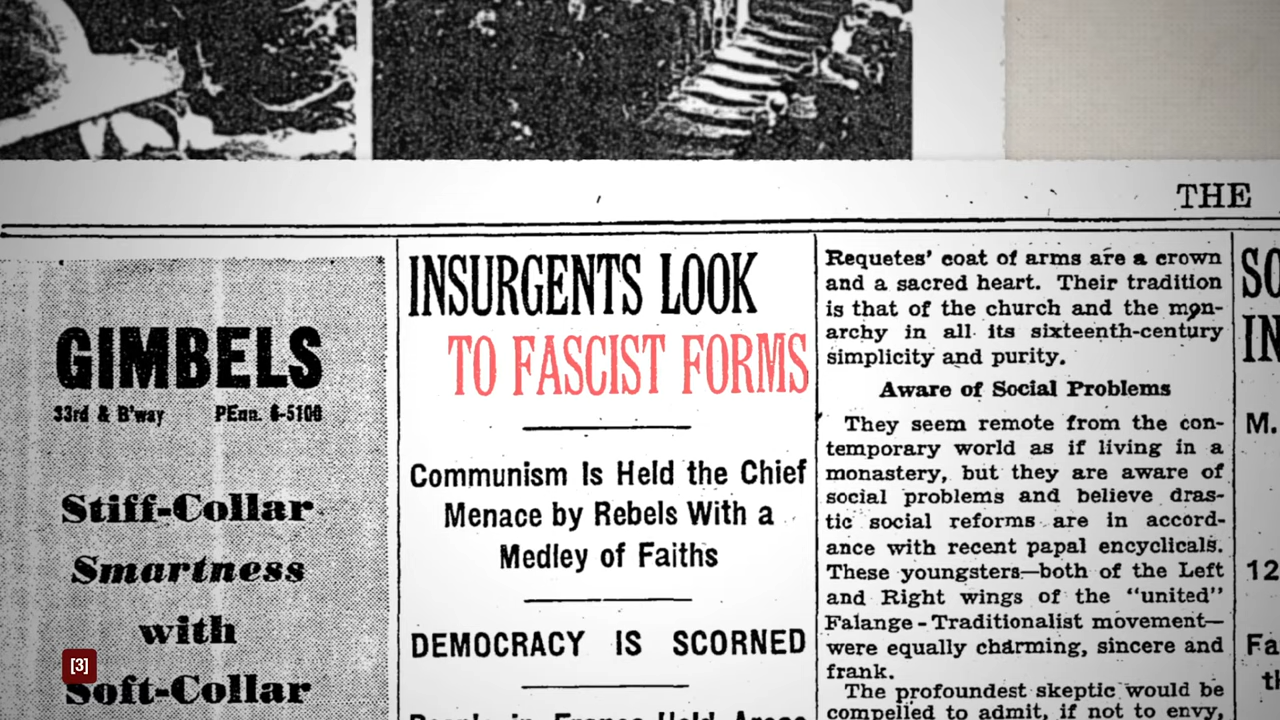 THE
GIMBELS
33rd & B'way PEnn. 6-5100
Stiff-Collar
Smartness
with
Soft-Collar
[3]
INSURGENTS LOOK
TO FASCIST FORMS
Communism Is Held the Chief
Menace by Rebels With a
Medley of Faiths
DEMOCRACY IS SCORNED
Requetes' coat of arms are a crown
and a sacred heart. Their tradition
is that of the church and the mon-
archy in all its sixteenth-century
simplicity and purity.
Aware of Social Problems
They seem remote from the con-
temporary world as if living in a
monastery, but they are aware of
social problems and believe dras-
tic social reforms are in accord-
ance with recent papal encyclicals.
These youngsters—both of the Left
and Right wings of the "united"
Falange-Traditionalist movement—
were equally charming, sincere and
frank.
The profoundest skeptic would be
compelled to admit, if not to envy,
SO
IN
M.
12
Fa
th